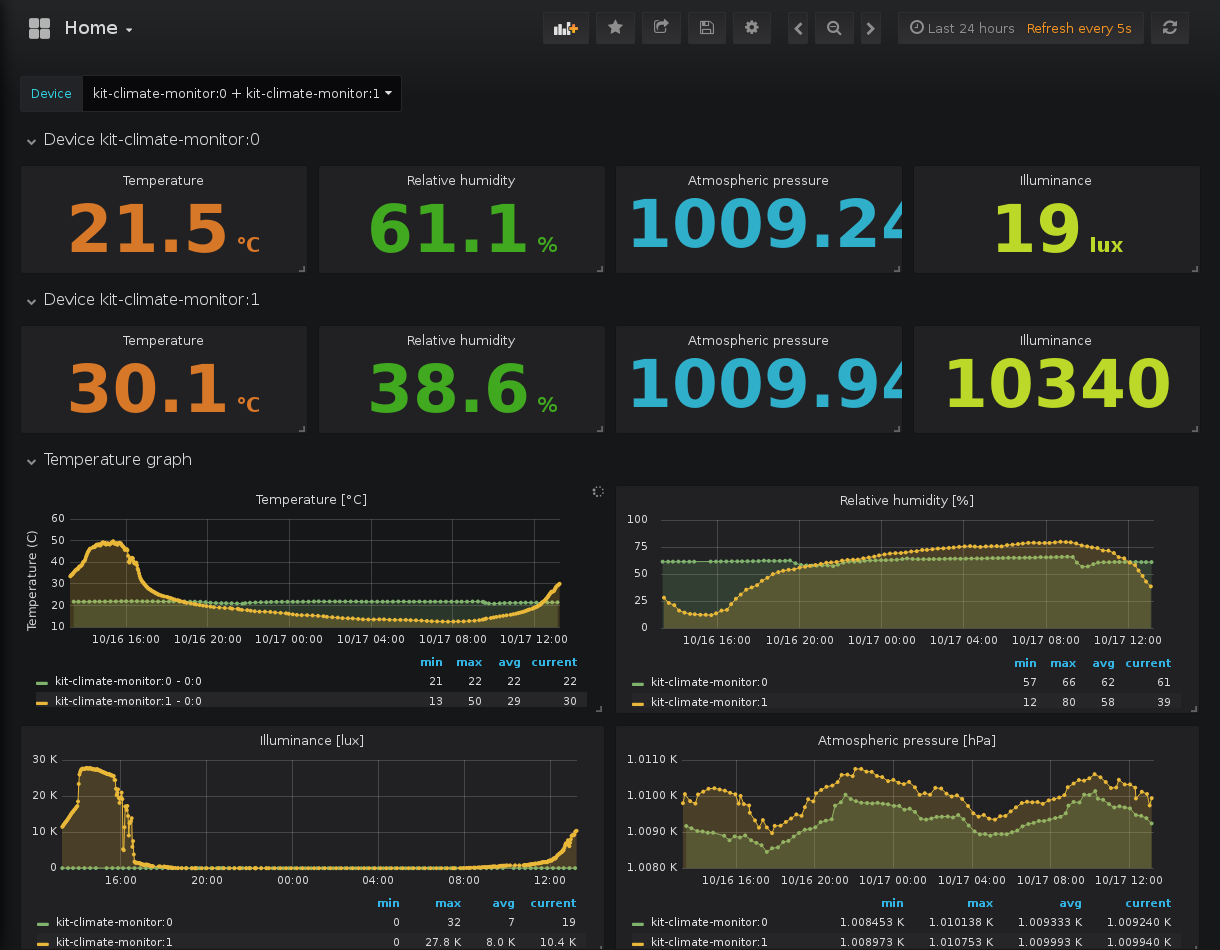 Home
Last 24 hours Refresh every 5s
Device kit-climate-monitor:0 + kit-climate-monitor:1
Device kit-climate-monitor:0
Temperature Relative humidity Atmospheric pressure Illuminance
21.5 °C 61.1 % 1009.24 19 lux
Device kit-climate-monitor:1
Temperature Relative humidity Atmospheric pressure Illuminance
30.1 °C 38.6 % 1009.94 10340
Temperature graph
Temperature [°C]
Temperature (C)
60
50
40
30
20
10
10/16 16:00 10/16 20:00 10/17 00:00 10/17 04:00 10/17 08:00 10/17 12:00
min max avg current
kit-climate-monitor:0 - 0:0 21 22 22 22
kit-climate-monitor:1 - 0:0 13 50 29 30
Relative humidity [%]
100
75
50
25
0
10/16 16:00 10/16 20:00 10/17 00:00 10/17 04:00 10/17 08:00 10/17 12:00
min max avg current
kit-climate-monitor:0 57 66 62 61
kit-climate-monitor:1 12 80 58 39
Illuminance [lux]
30 K
20 K
10 K
0
16:00 20:00 00:00 04:00 08:00 12:00
min max avg current
kit-climate-monitor:0 0 32 7 19
kit-climate-monitor:1 0 27.8 K 8.0 K 10.4 K
Atmospheric pressure [hPa]
1.0110 K
1.0100 K
1.0090 K
1.0080 K
10/16 16:00 10/16 20:00 10/17 00:00 10/17 04:00 10/17 08:00 10/17 12:00
min max avg current
kit-climate-monitor:0 1.008453 K 1.010138 K 1.009333 K 1.009240 K
kit-climate-monitor:1 1.008973 K 1.010753 K 1.009993 K 1.009940 K